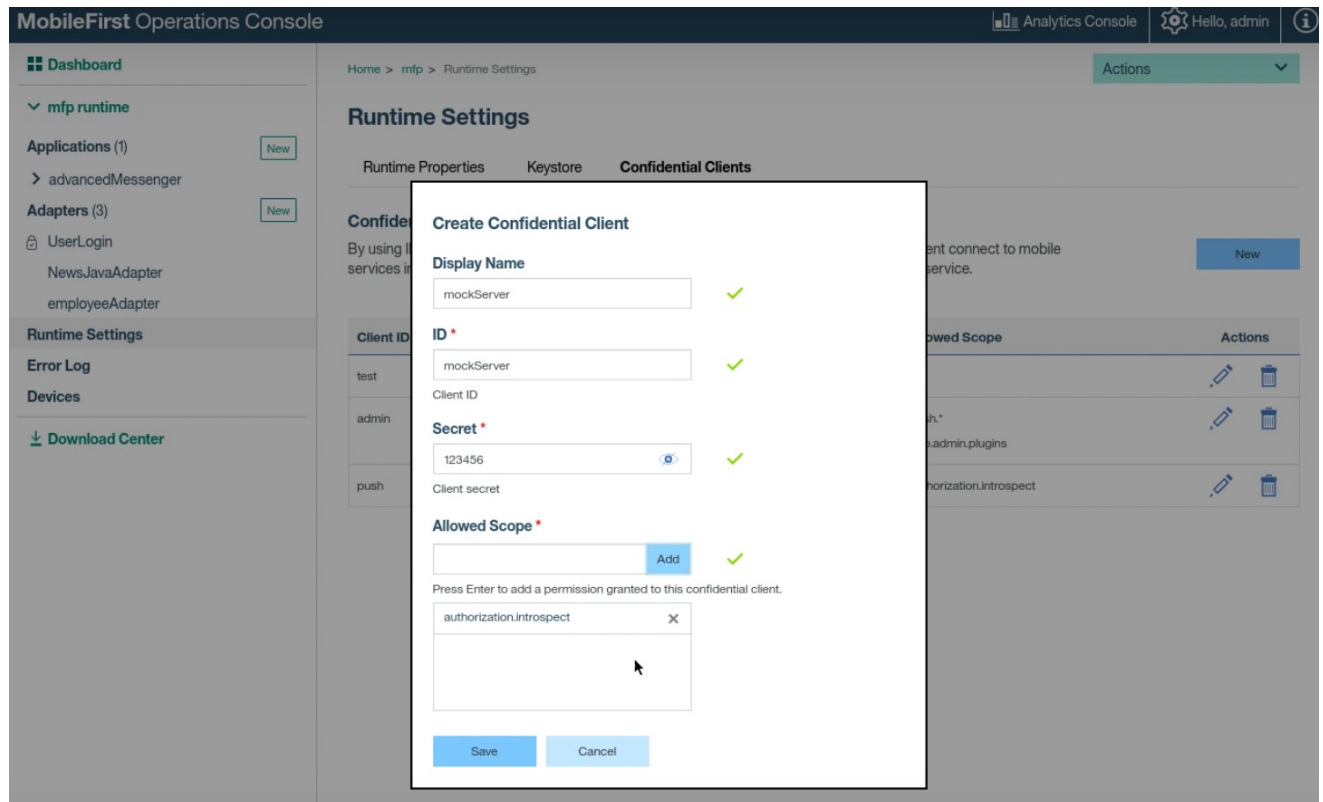 MobileFirst Operations Console
Analytics Console
Hello, admin
Dashboard
Home > mfp > Runtime Settings
Actions
mfp runtime
Runtime Settings
Applications (1)
New
Runtime Properties
Keystore
Confidential Clients
advancedMessenger
Adapters (3)
New
UserLogin
NewsJavaAdapter
employeeAdapter
Runtime Settings
Error Log
Devices
Download Center
By using
ent connect to mobile
services
service.
New
Client ID
owed Scope
Actions
test
admin
sh.*
.admin.plugins
push
horization.introspect
Create Confidential Client
Display Name
mockServer
ID *
mockServer
Client ID
Secret *
123456
Client secret
Allowed Scope *
Add
Press Enter to add a permission granted to this confidential client.
authorization.introspect
Save
Cancel